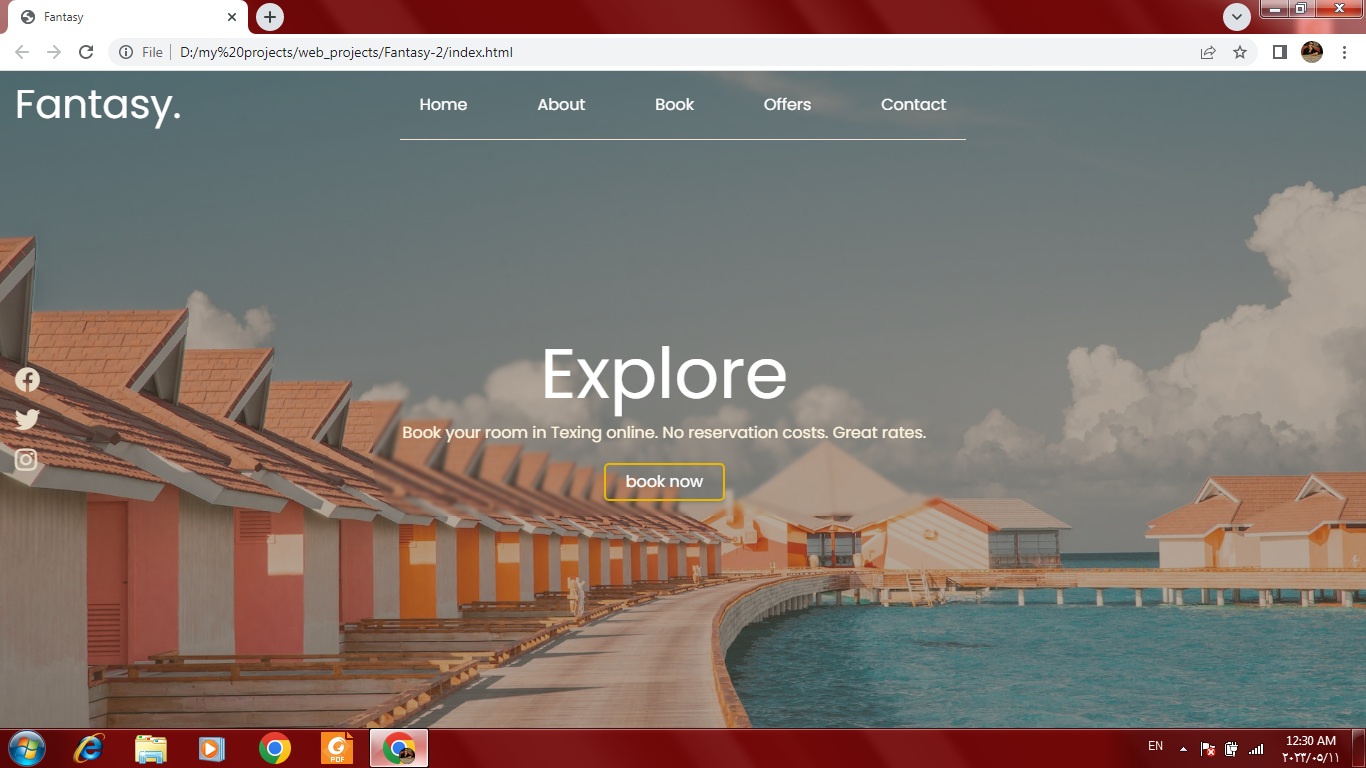 Fantasy
File
D:/my%20projects/web_projects/Fantasy-2/index.html
Fantasy.
Home
About
Book
Offers
Contact
Explore
Book your room in Texing online. No reservation costs. Great rates.
book now
PDF
EN
12:30 AM
٢٠٢٣/٠٥/١١